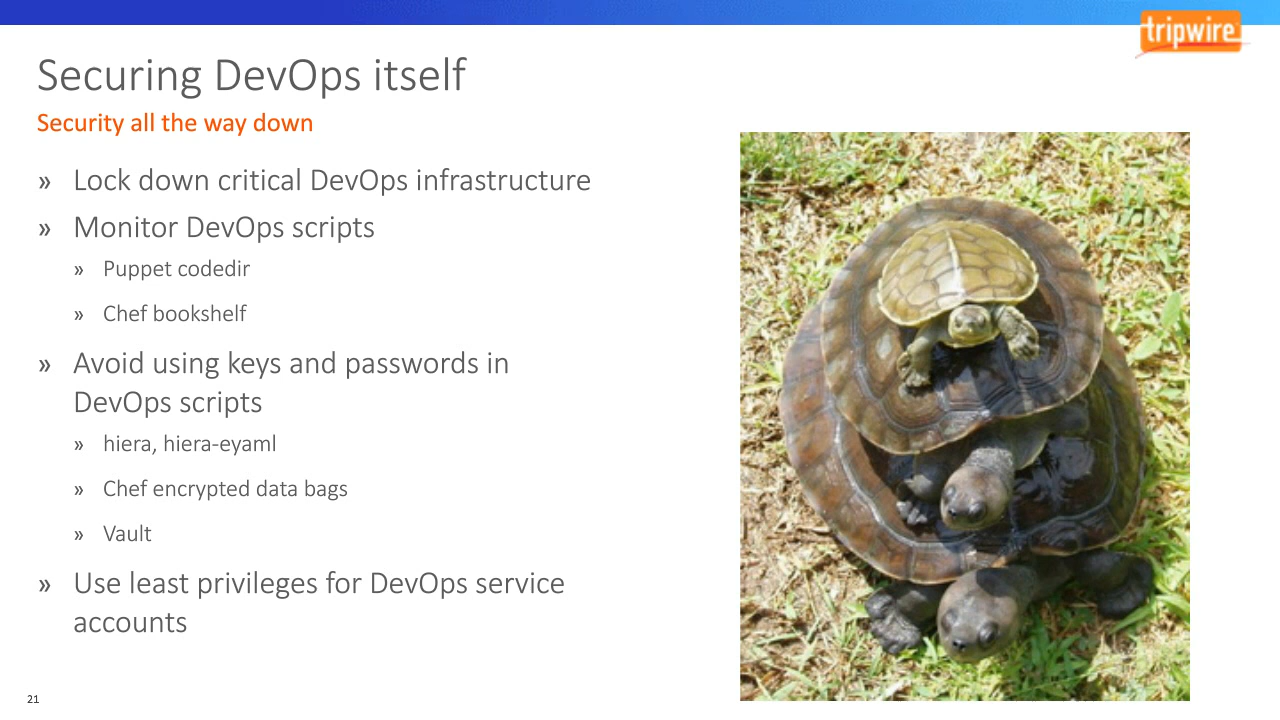 tripwire
Securing DevOps itself
Security all the way down
» Lock down critical DevOps infrastructure
» Monitor DevOps scripts
» Puppet codedir
» Chef bookshelf
» Avoid using keys and passwords in
DevOps scripts
» hiera, hiera-eyaml
» Chef encrypted data bags
» Vault
» Use least privileges for DevOps service
accounts
21